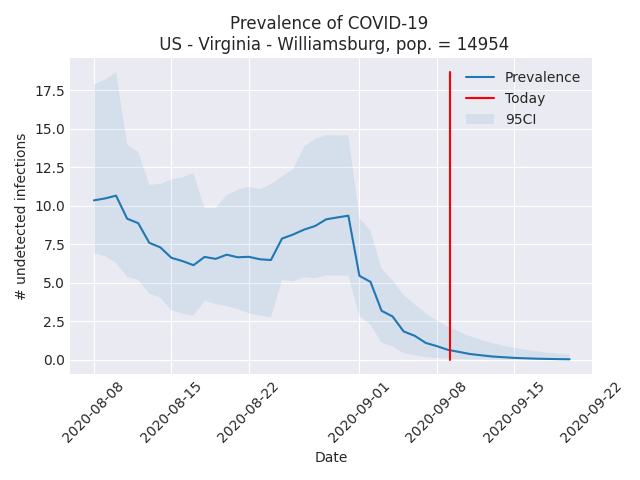 Prevalence of COVID-19
US - Virginia - Williamsburg, pop. = 14954
Prevalence
Today
95CI
17.5
15.0
12.5
10.0
7.5
5.0
2.5
0.0
# undetected infections
2020-08-08
2020-08-15
2020-08-22
2020-09-01
2020-09-08
2020-09-15
2020-09-22
Date